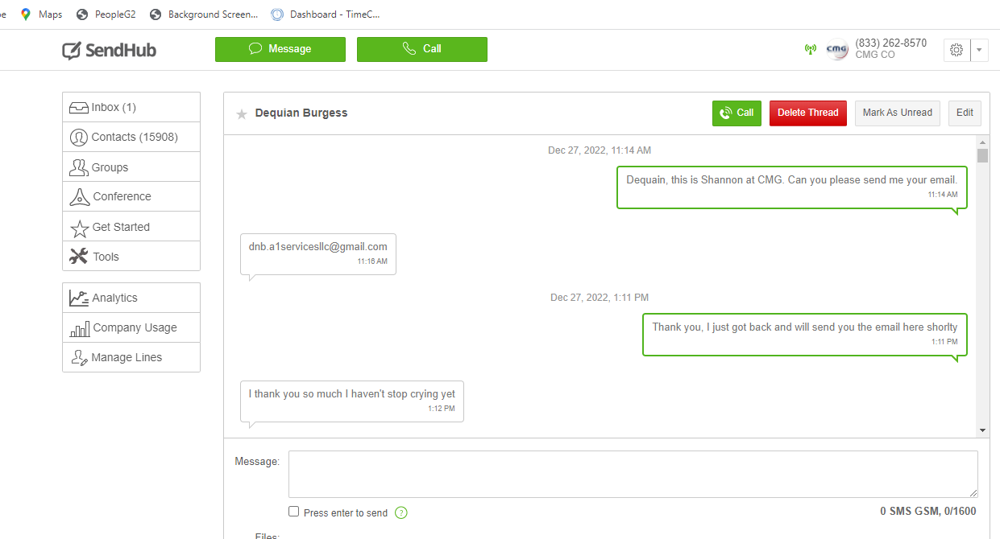 Maps PeopleG2 Background Screen... Dashboard - TimeC...
SendHub
Message
Call
cmg
(833) 262-8570
CMG CO
Inbox (1)
Contacts (15908)
Groups
Conference
Get Started
Tools
Analytics
Company Usage
Manage Lines
Dequian Burgess
Call
Delete Thread
Mark As Unread
Edit
Dec 27, 2022, 11:14 AM
Dequain, this is Shannon at CMG. Can you please send me your email.
11:14 AM
dnb.a1servicesllc@gmail.com
11:16 AM
Dec 27, 2022, 1:11 PM
Thank you, I just got back and will send you the email here shorlty
1:11 PM
I thank you so much I haven't stop crying yet
1:12 PM
Message:
Press enter to send ?
0 SMS GSM, 0/1600
Files: